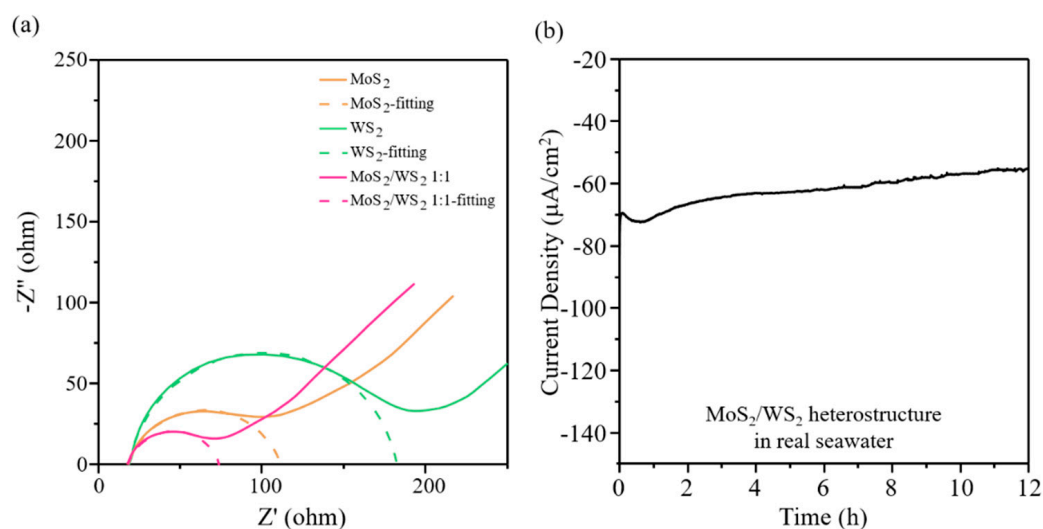 (a)
250
200
150
100
50
0
-Z'' (ohm)
0
100
200
Z' (ohm)
MoS₂
MoS₂-fitting
WS₂
WS₂-fitting
MoS₂/WS₂ 1:1
MoS₂/WS₂ 1:1-fitting
(b)
-20
-40
-60
-80
-100
-120
-140
Current Density (μA/cm²)
MoS₂/WS₂ heterostructure
in real seawater
0
2
4
6
8
10
12
Time (h)